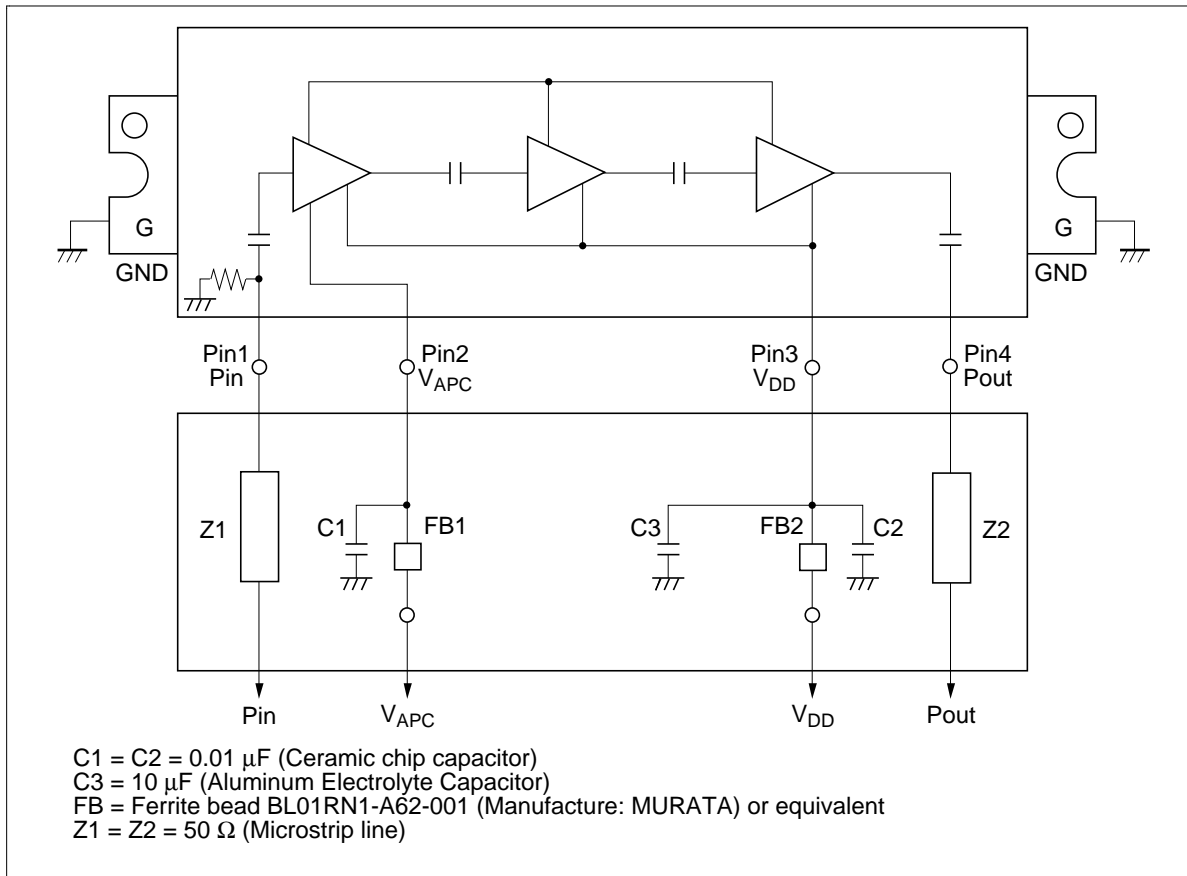 G
GND
G
GND
Pin1
Pin
Pin2
VAPC
Pin3
VDD
Pin4
Pout
Z1
C1
FB1
C3
FB2
C2
Z2
Pin
VAPC
VDD
Pout
C1 = C2 = 0.01 μF (Ceramic chip capacitor)
C3 = 10 μF (Aluminum Electrolyte Capacitor)
FB = Ferrite bead BL01RN1-A62-001 (Manufacture: MURATA) or equivalent
Z1 = Z2 = 50 Ω (Microstrip line)